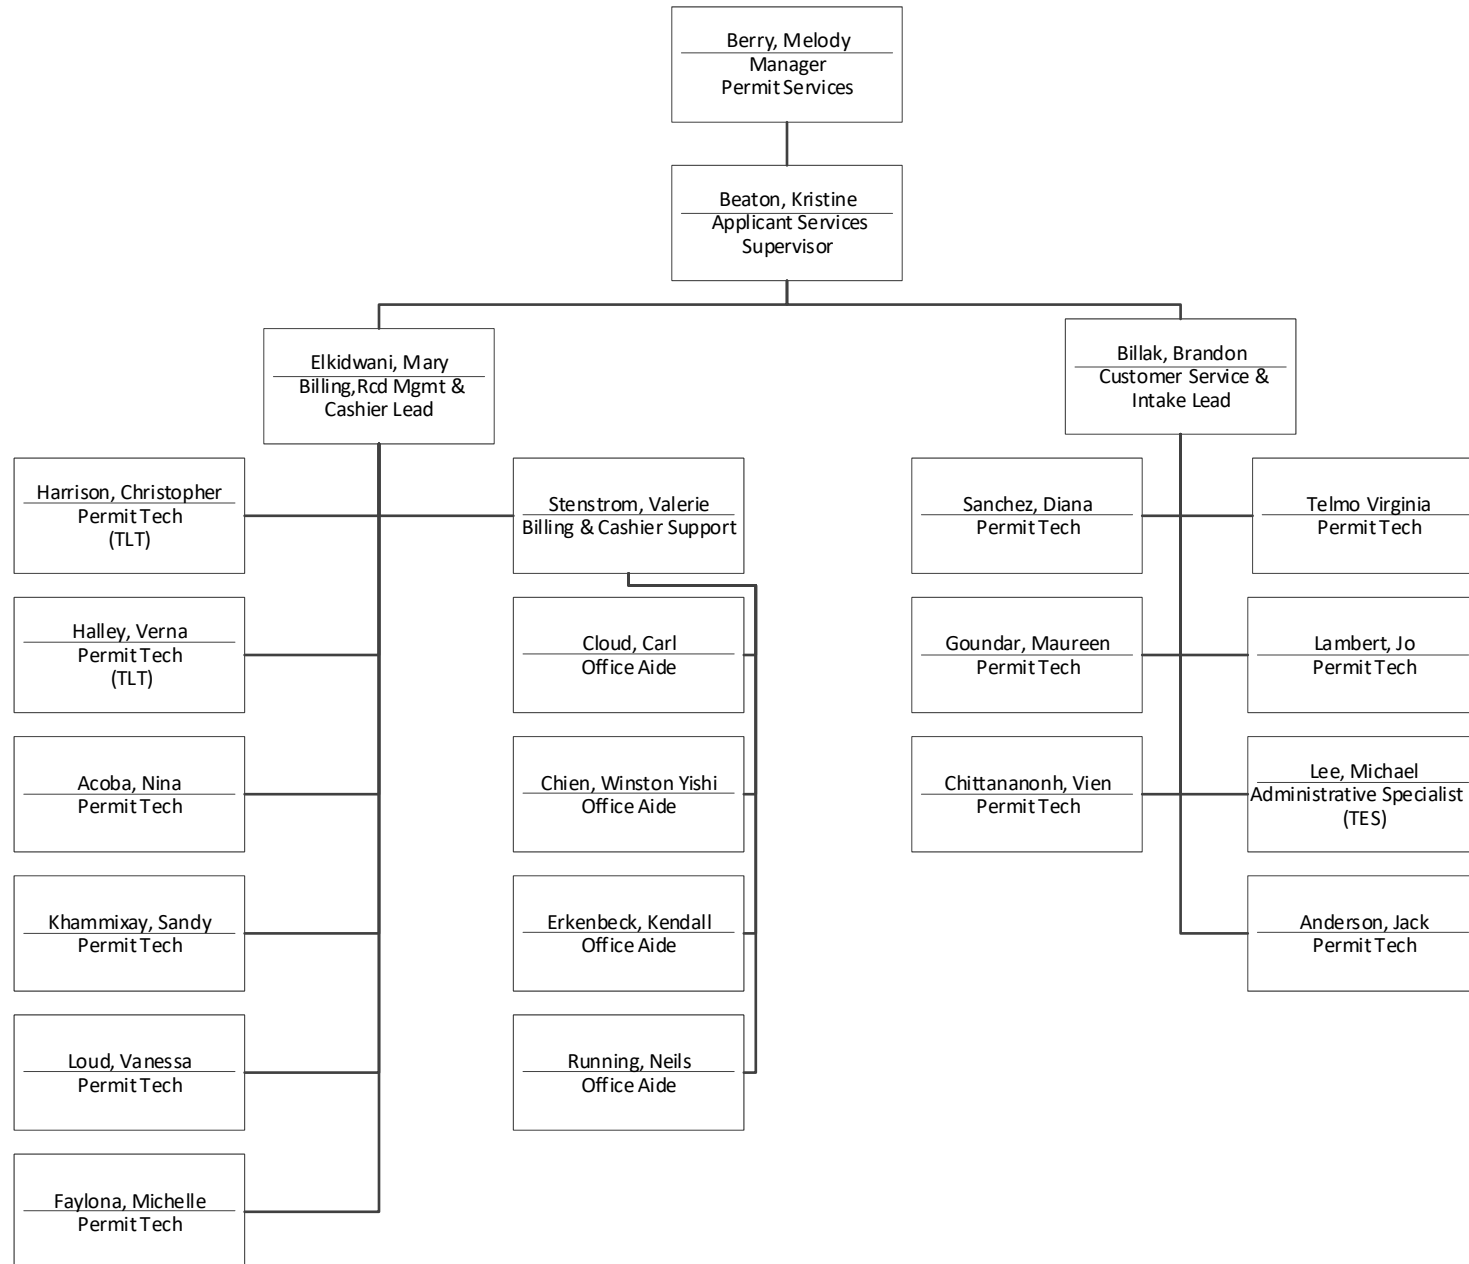 Berry, Melody
Manager
Permit Services
Beaton, Kristine
Applicant Services
Supervisor
Elkidwani, Mary
Billing,Rcd Mgmt &
Cashier Lead
Billak, Brandon
Customer Service &
Intake Lead
Harrison, Christopher
Permit Tech
(TLT)
Stenstrom, Valerie
Billing & Cashier Support
Sanchez, Diana
Permit Tech
Telmo Virginia
Permit Tech
Halley, Verna
Permit Tech
(TLT)
Cloud, Carl
Office Aide
Goundar, Maureen
Permit Tech
Lambert, Jo
Permit Tech
Acoba, Nina
Permit Tech
Chien, Winston Yishi
Office Aide
Chittananonh, Vien
Permit Tech
Lee, Michael
Administrative Specialist
(TES)
Khammixay, Sandy
Permit Tech
Erkenbeck, Kendall
Office Aide
Anderson, Jack
Permit Tech
Loud, Vanessa
Permit Tech
Running, Neils
Office Aide
Faylona, Michelle
Permit Tech